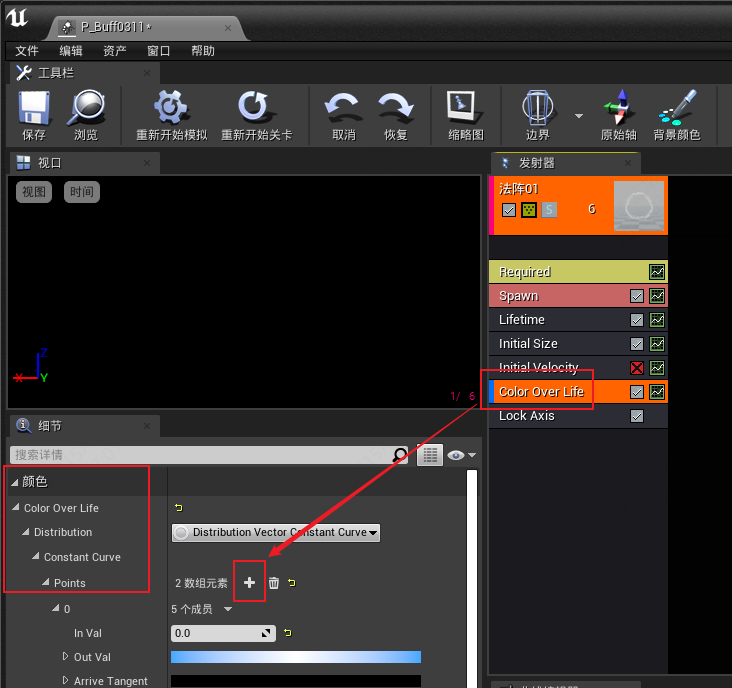 P_Buff0311*
文件 编辑 资产 窗口 帮助
工具栏
保存 浏览 重新开始模拟 重新开始关卡 取消 恢复 缩略图 边界 原始轴 背景颜色
视口
视图 时间
Z
X Y
1/ 6
发射器
法阵01
S 6
Required
Spawn
Lifetime
Initial Size
Initial Velocity
Color Over Life
Lock Axis
细节
搜索详情
颜色
Color Over Life
Distribution Distribution Vector Constant Curve
Constant Curve
Points 2 数组元素
0 5 个成员
In Val 0.0
Out Val
Arrive Tangent